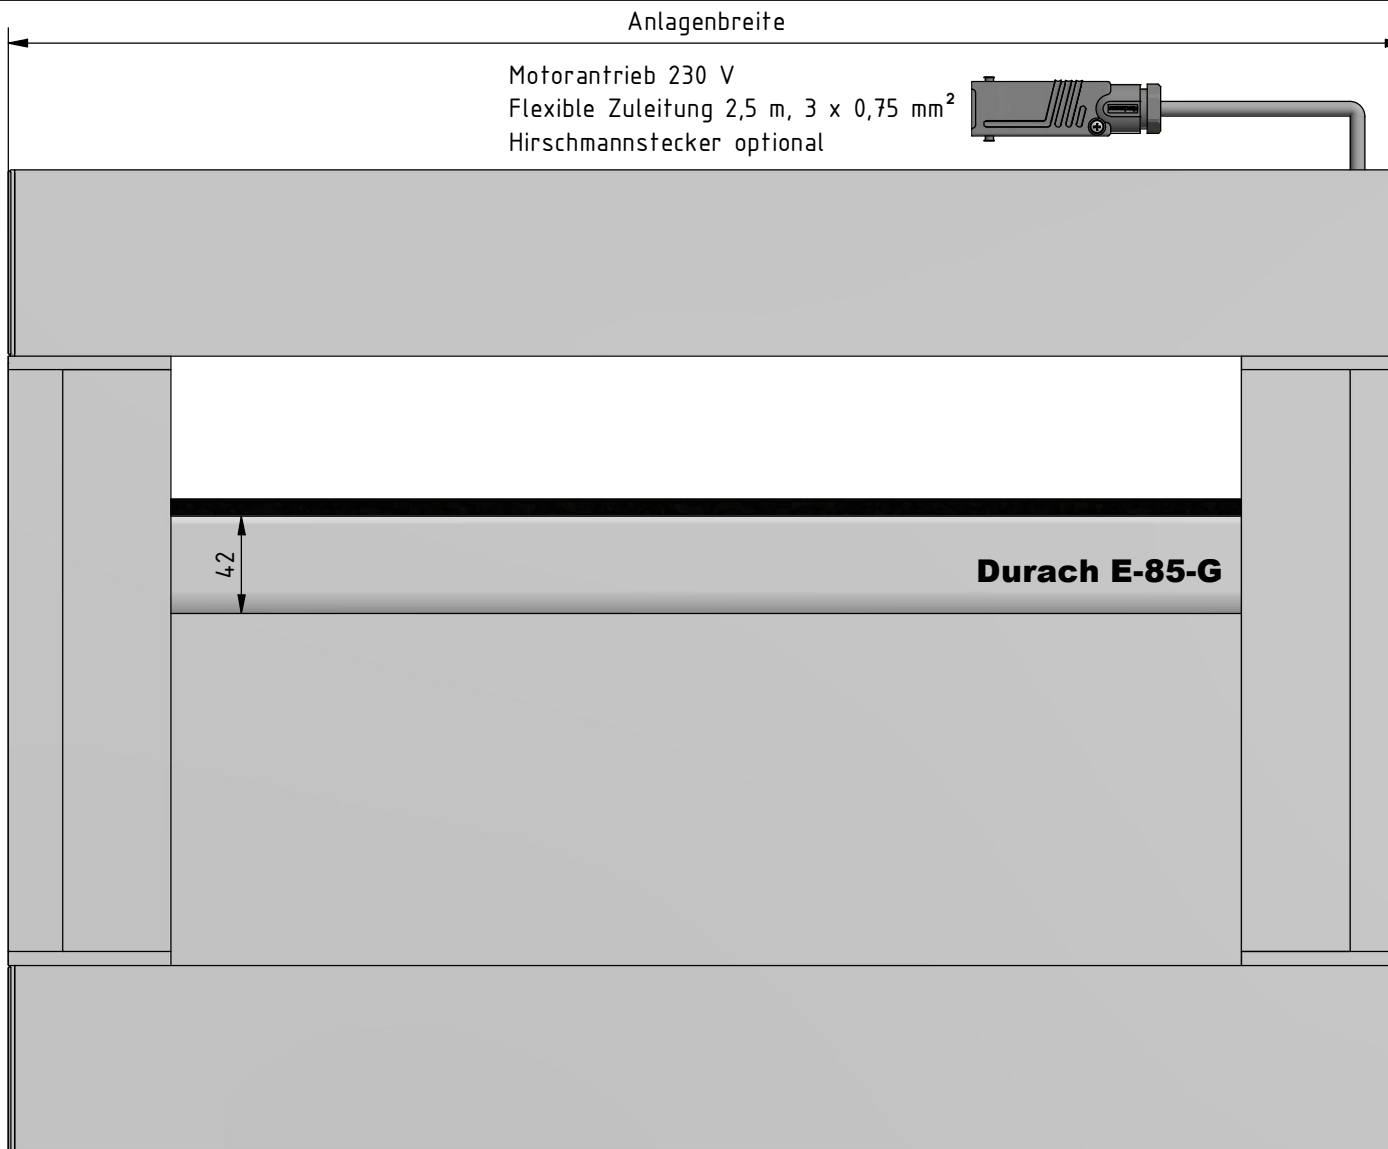 Anlagenbreite
Motorantrieb 230 V
Flexible Zuleitung 2,5 m, 3 x 0,75 mm²
Hirschmannstecker optional
42
Durach E-85-G